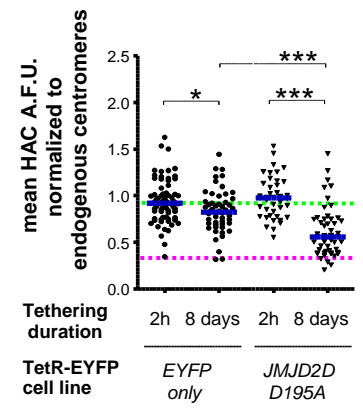 mean HAC A.F.U.
normalized to
endogenous centromeres
2.5
2.0
1.5
1.0
0.5
0.0
***
* ***
Tethering
duration
2h 8 days 2h 8 days
TetR-EYFP
cell line
EYFP
only
JMJD2D
D195A